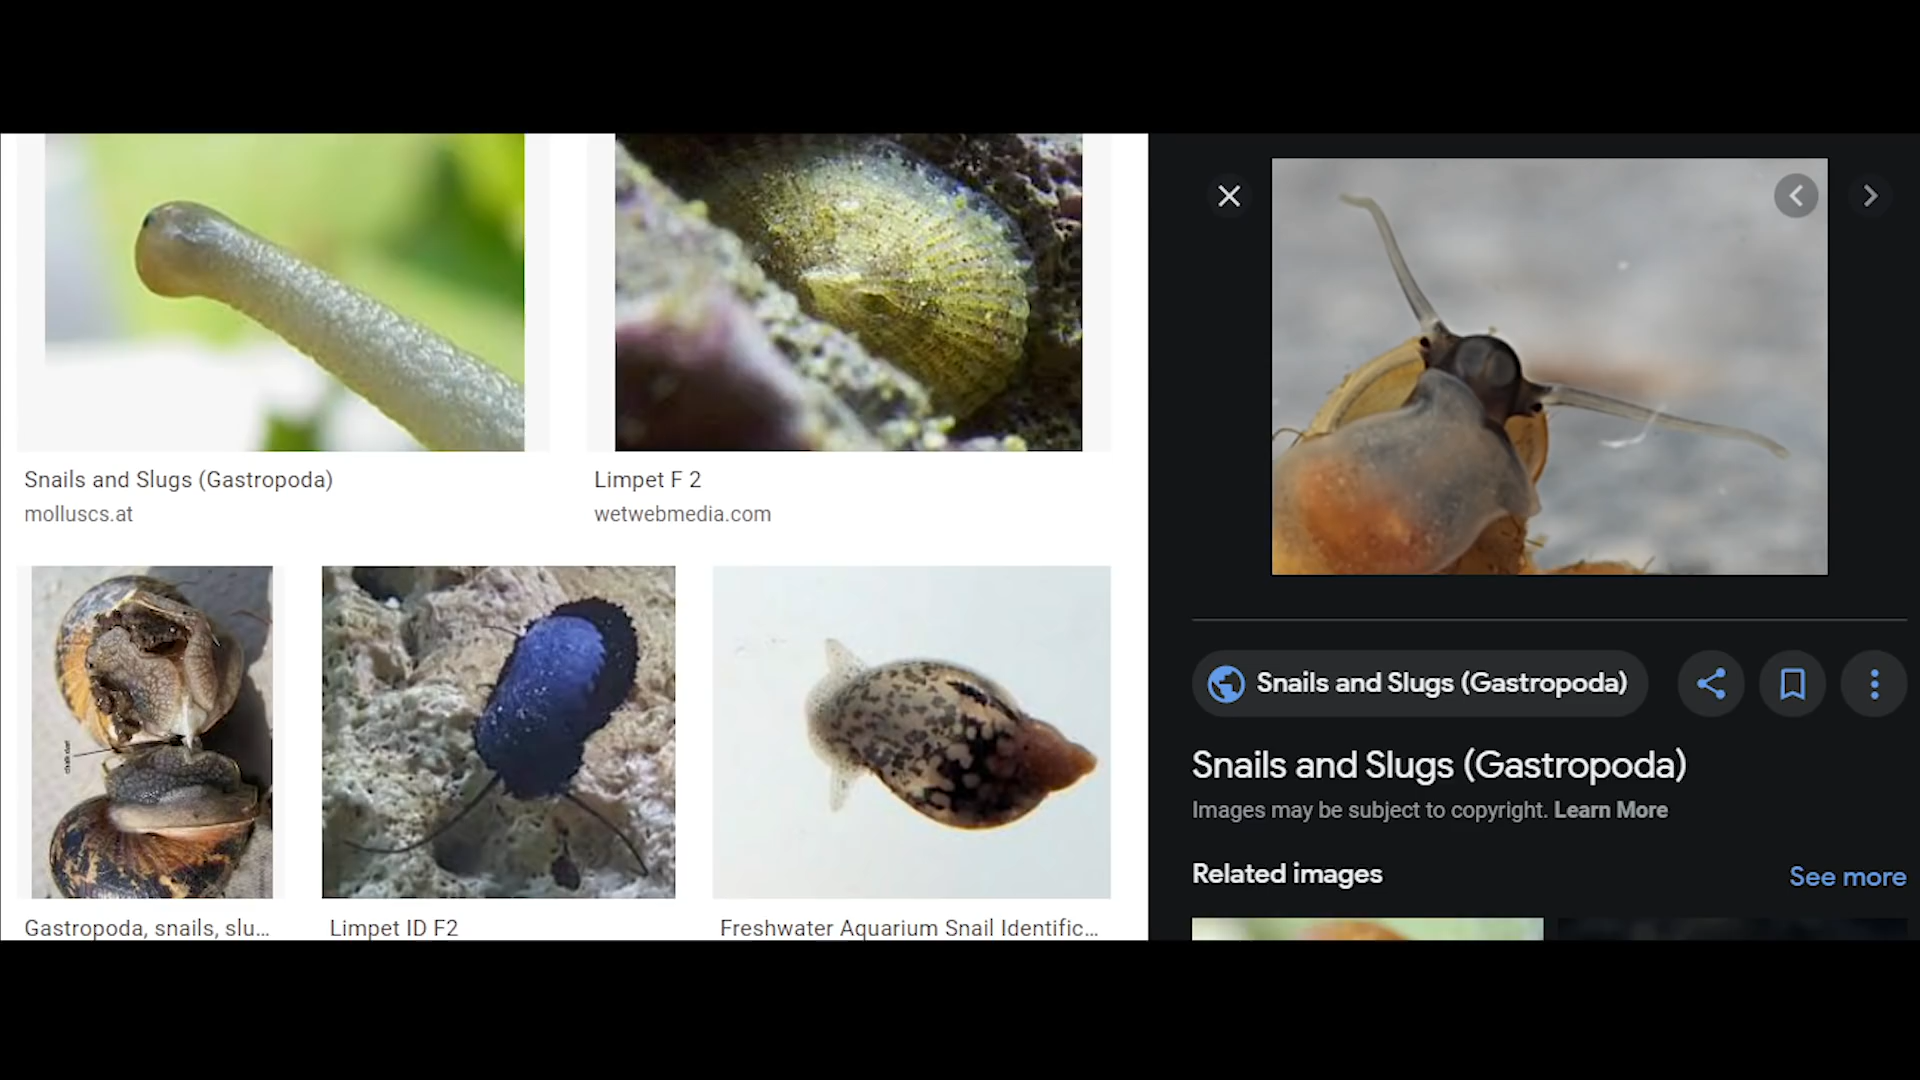 Snails and Slugs (Gastropoda)
molluscs.at
Limpet F 2
wetwebmedia.com
Gastropoda, snails, slu...
Limpet ID F2
Freshwater Aquarium Snail Identific...
Snails and Slugs (Gastropoda)
Snails and Slugs (Gastropoda)
Images may be subject to copyright. Learn More
Related images
See more